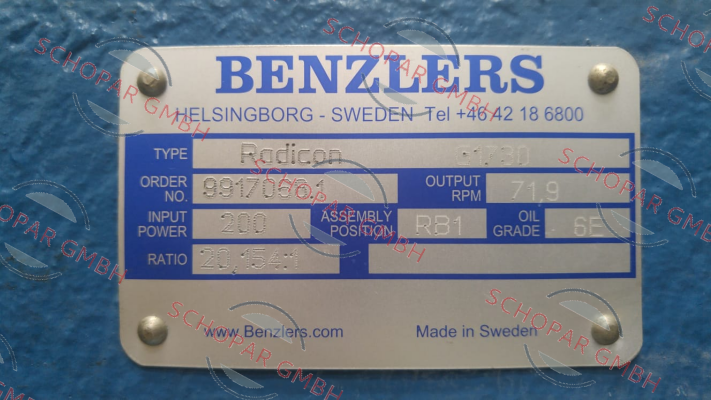 BENZLERS
HELSINGBORG - SWEDEN Tel +46 42 18 6800
TYPE Radicon
ORDER NO. OUTPUT RPM 71,9
INPUT POWER 200 ASSEMBLY POSITION RB1 OIL GRADE 6E
RATIO 20,154:1
www.Benzlers.com Made in Sweden
SCHOPAR GMBH